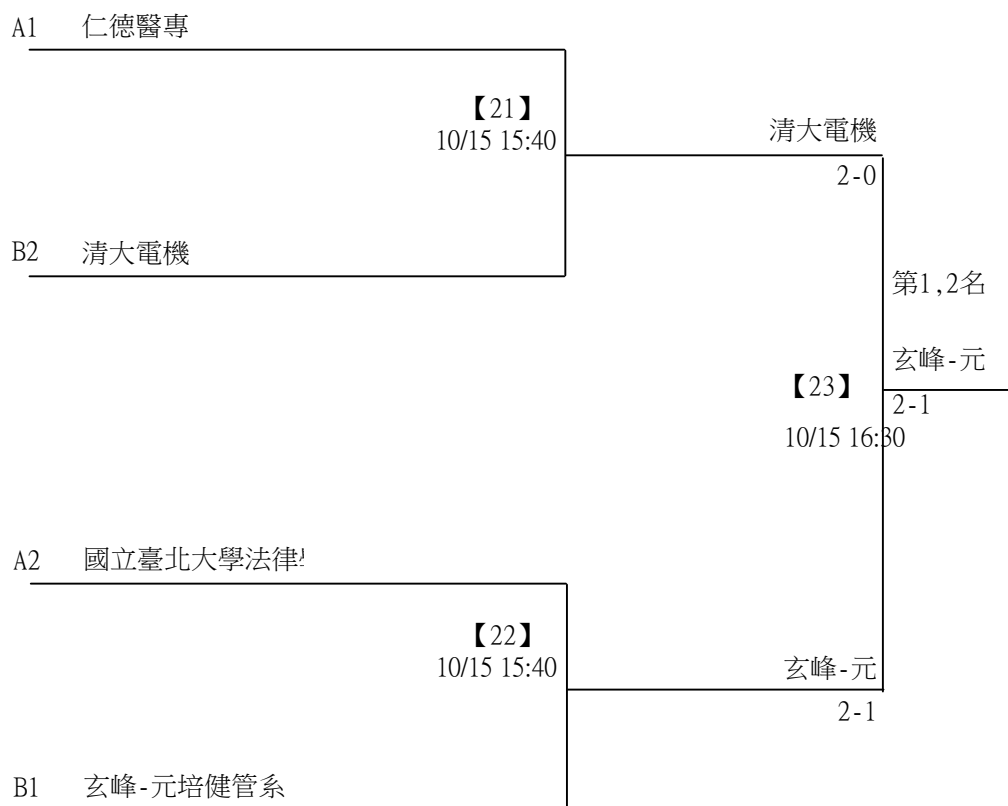 A1 仁德醫專
【21】
10/15 15:40
清大電機
2-0
B2 清大電機
第1,2名
玄峰-元
【23】
2-1
10/15 16:30
A2 國立臺北大學法律
【22】
10/15 15:40
玄峰-元
2-1
B1 玄峰-元培健管系